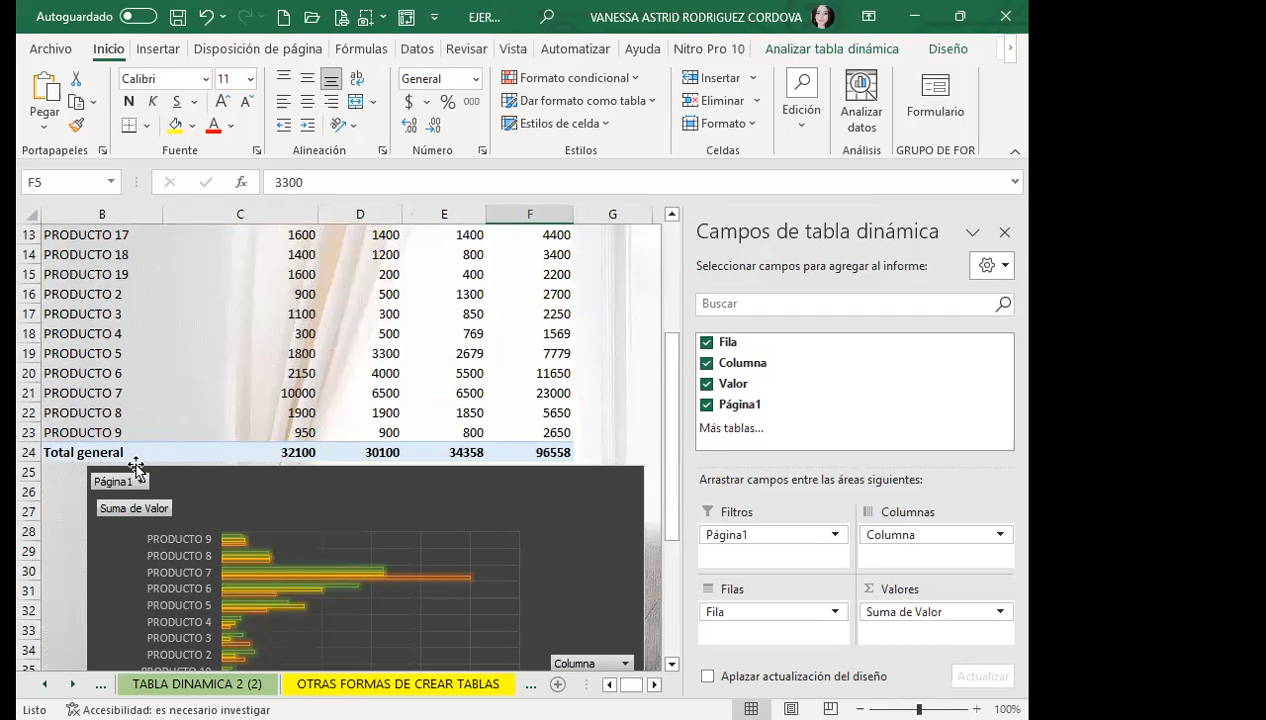 Autoguardado
EJER...
VANESSA ASTRID RODRIGUEZ CORDOVA
Archivo Inicio Insertar Disposición de página Fórmulas Datos Revisar Vista Automatizar Ayuda Nitro Pro 10 Analizar tabla dinámica Diseño
Pegar
Portapapeles
Calibri 11
N K S
Fuente
Alineación
General
$ % 000
Número
Formato condicional
Dar formato como tabla
Estilos de celda
Estilos
Insertar
Eliminar
Formato
Celdas
Edición
Analizar datos
Análisis
Formulario
GRUPO DE FOR
F5 fx 3300
B C D E F G
13 PRODUCTO 17 1600 1400 1400 4400
14 PRODUCTO 18 1400 1200 800 3400
15 PRODUCTO 19 1600 200 400 2200
16 PRODUCTO 2 900 500 1300 2700
17 PRODUCTO 3 1100 300 850 2250
18 PRODUCTO 4 300 500 769 1569
19 PRODUCTO 5 1800 3300 2679 7779
20 PRODUCTO 6 2150 4000 5500 11650
21 PRODUCTO 7 10000 6500 6500 23000
22 PRODUCTO 8 1900 1900 1850 5650
23 PRODUCTO 9 950 900 800 2650
24 Total general 32100 30100 34358 96558
25
26 Página1
27 Suma de Valor
28 PRODUCTO 9
29 PRODUCTO 8
30 PRODUCTO 7
31 PRODUCTO 6
32 PRODUCTO 5
33 PRODUCTO 4
PRODUCTO 3
34 PRODUCTO 2
35
Columna
Campos de tabla dinámica
Seleccionar campos para agregar al informe:
Buscar
Fila
Columna
Valor
Página1
Más tablas...
Arrastrar campos entre las áreas siguientes:
Filtros
Página1
Columnas
Columna
Filas
Fila
Σ Valores
Suma de Valor
Aplazar actualización del diseño
Actualizar
... TABLA DINAMICA 2 (2) OTRAS FORMAS DE CREAR TABLAS ...
Listo Accesibilidad: es necesario investigar 100%